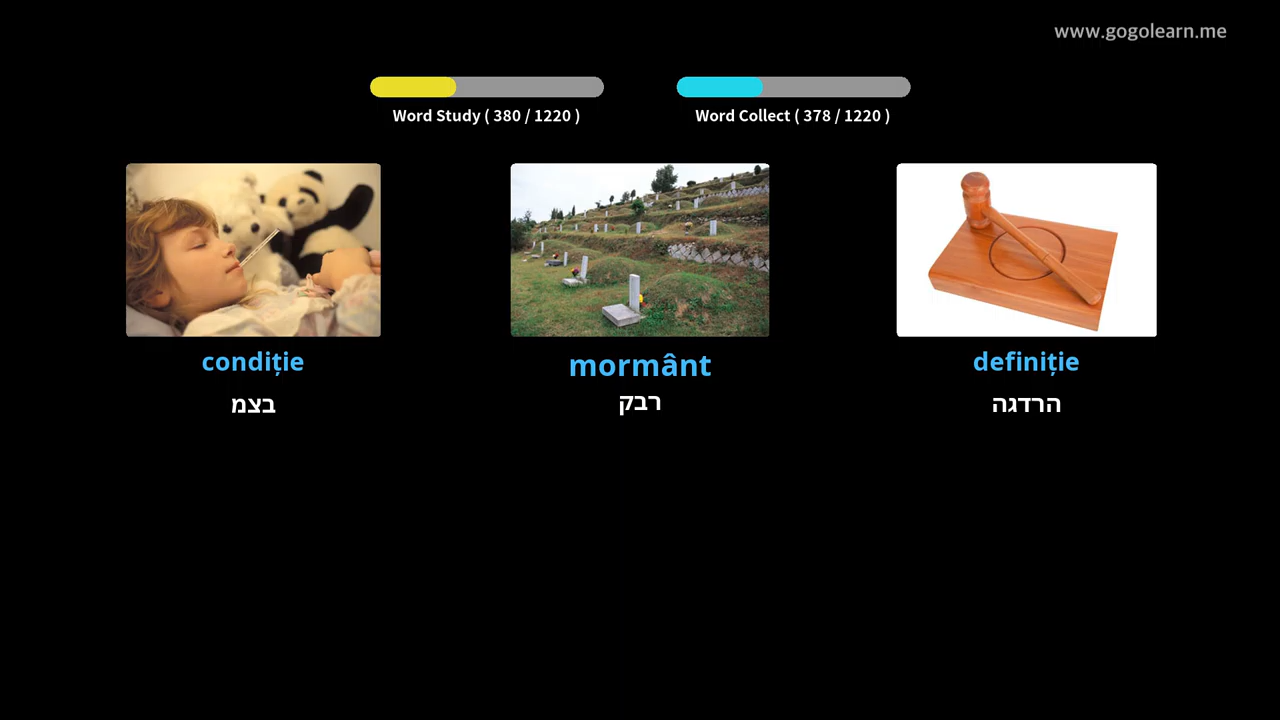 www.gogolearn.me
Word Study ( 380 / 1220 )
Word Collect ( 378 / 1220 )
condiție
mormânt
definiție
בצמ
רבק
הרדגה